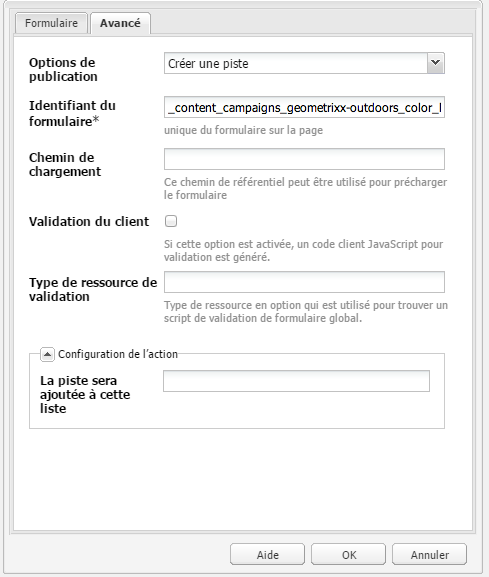 Formulaire
Avancé
Options de
publication
Créer une piste
Identifiant du
formulaire*
_content_campaigns_geometrixx-outdoors_color_l
unique du formulaire sur la page
Chemin de
chargement
Ce chemin de référentiel peut être utilisé pour précharger
le formulaire
Validation du client
Si cette option est activée, un code client JavaScript pour
validation est généré.
Type de ressource de
validation
Type de ressource en option qui est utilisé pour trouver un
script de validation de formulaire global.
Configuration de l'action
La piste sera
ajoutée à cette
liste
Aide
OK
Annuler